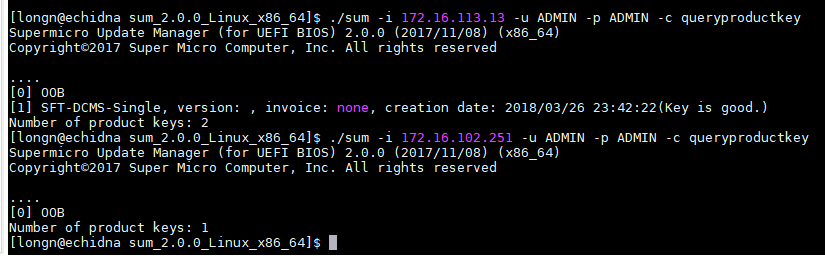 [longn@echidna sum_2.0.0_Linux_x86_64]$ ./sum -i 172.16.113.13 -u ADMIN -p ADMIN -c queryproductkey
Supermicro Update Manager (for UEFI BIOS) 2.0.0 (2017/11/08) (x86_64)
Copyright©2017 Super Micro Computer, Inc. All rights reserved
....
[0] OOB
[1] SFT-DCMS-Single, version: , invoice: none, creation date: 2018/03/26 23:42:22(Key is good.)
Number of product keys: 2
[longn@echidna sum_2.0.0_Linux_x86_64]$ ./sum -i 172.16.102.251 -u ADMIN -p ADMIN -c queryproductkey
Supermicro Update Manager (for UEFI BIOS) 2.0.0 (2017/11/08) (x86_64)
Copyright©2017 Super Micro Computer, Inc. All rights reserved
....
[0] OOB
Number of product keys: 1
[longn@echidna sum_2.0.0_Linux_x86_64]$